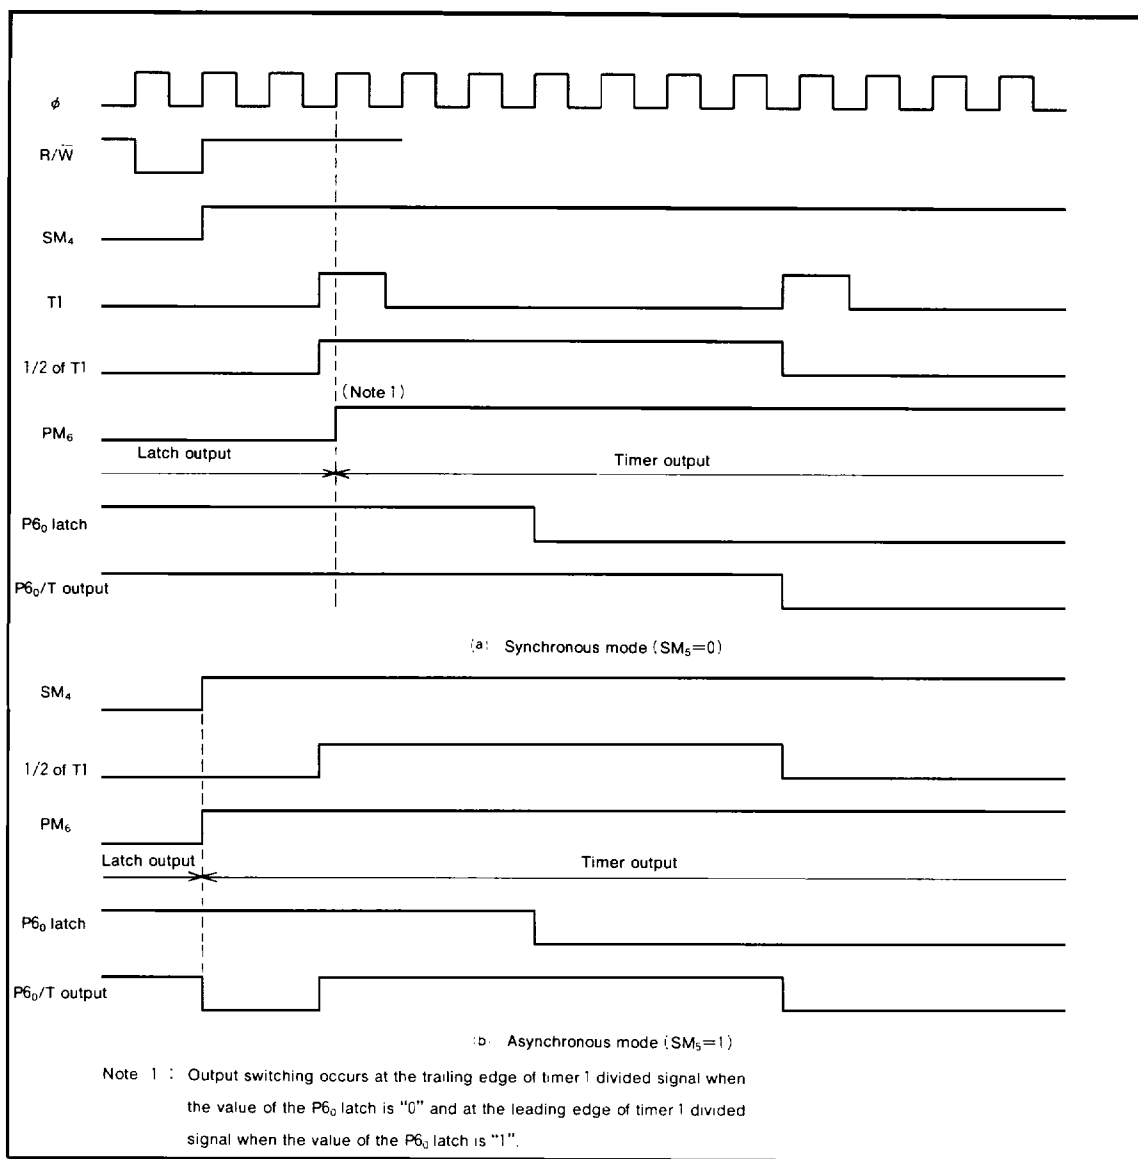 ϕ
R/W̅
SM₄
T1
1/2 of T1
(Note 1)
PM₆
Latch output
Timer output
P6₀ latch
P6₀/T output
(a) Synchronous mode (SM₅=0)
SM₄
1/2 of T1
PM₆
Latch output
Timer output
P6₀ latch
P6₀/T output
(b) Asynchronous mode (SM₅=1)
Note 1 : Output switching occurs at the trailing edge of timer 1 divided signal when
the value of the P6₀ latch is “0” and at the leading edge of timer 1 divided
signal when the value of the P6₀ latch is “1”.